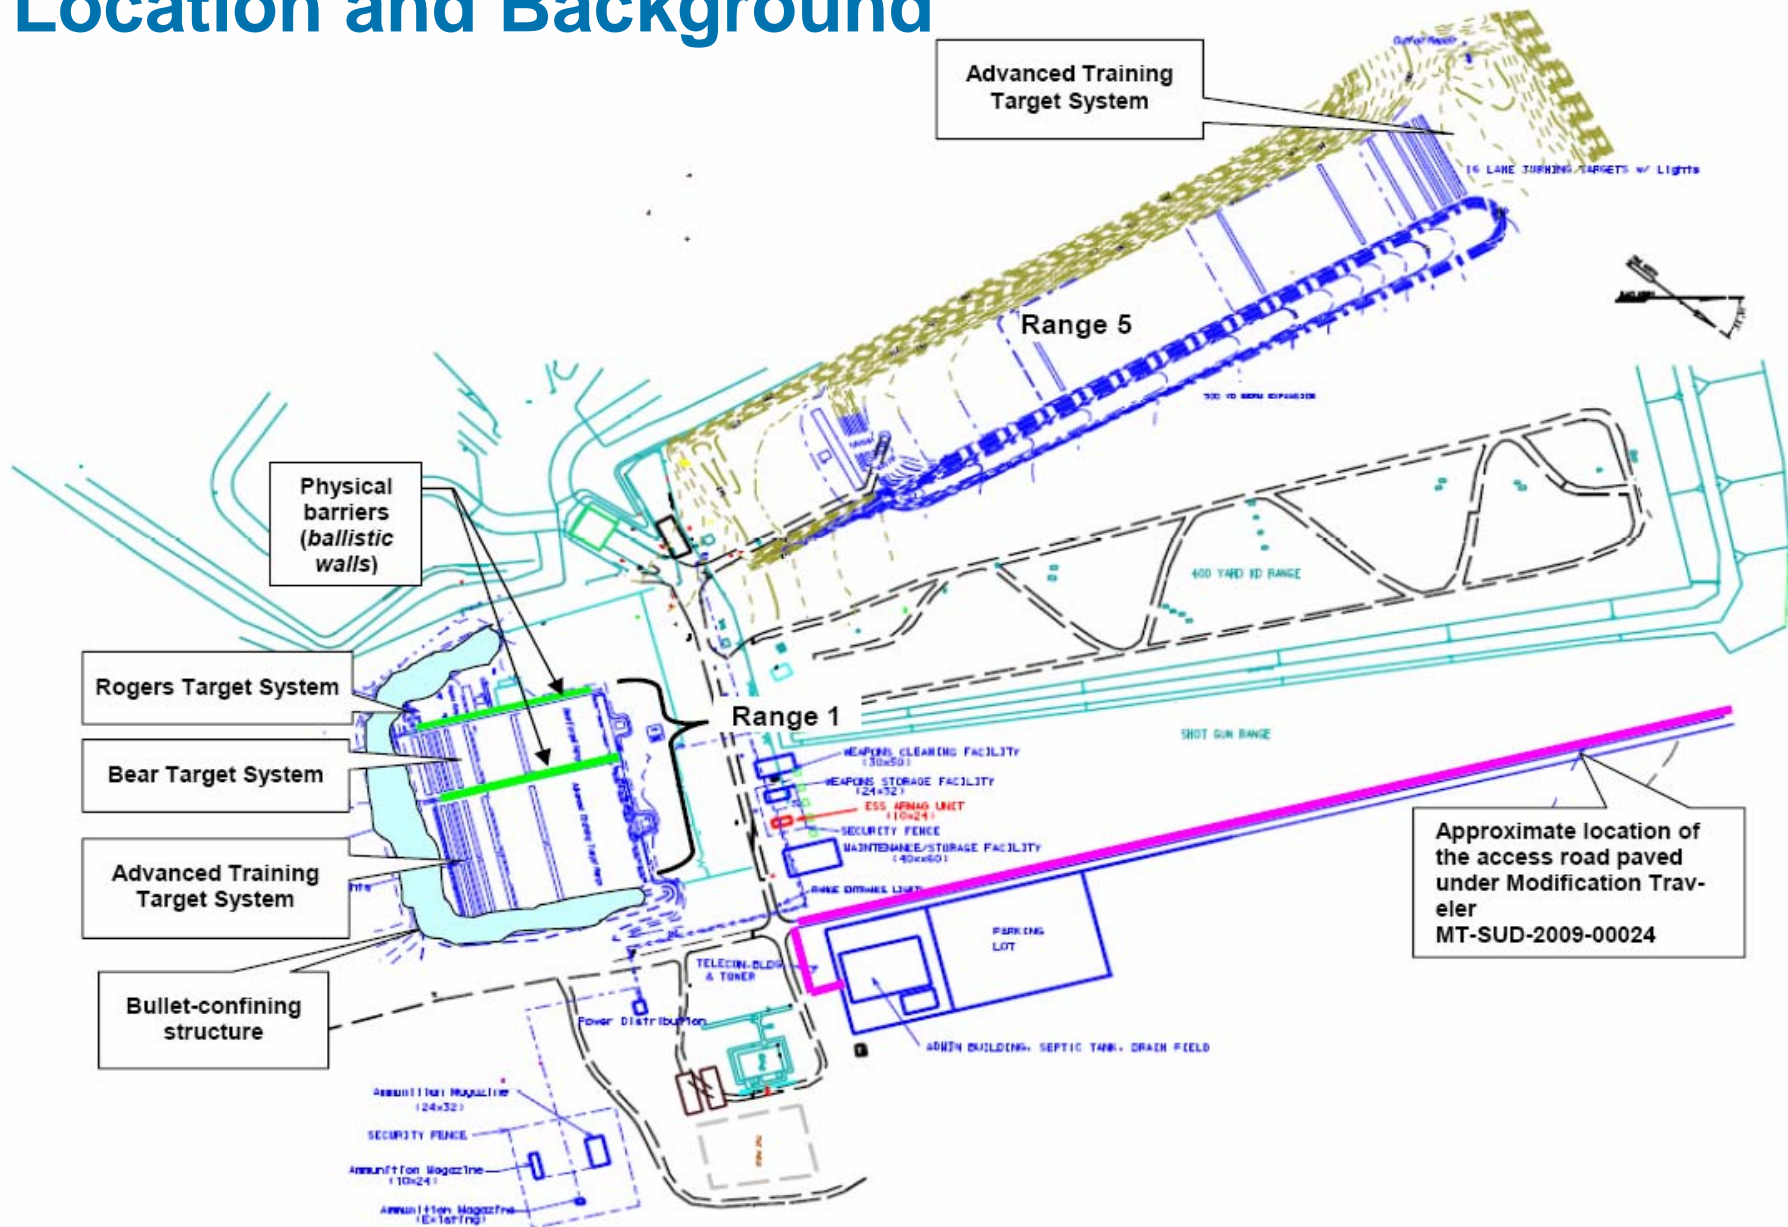 Location and Background
Advanced Training
Target System
16 LANE TURNING TARGETS w/ Lights
Range 5
Physical
barriers
(ballistic
walls)
400 YARD KD RANGE
Rogers Target System
Range 1
SHOT GUN RANGE
Bear Target System
WEAPONS CLEANING FACILITY
(30x50)
WEAPONS STORAGE FACILITY
(24x32)
ESS ARMAG UNIT
(10x24)
SECURITY FENCE
MAINTENANCE/STORAGE FACILITY
(40xx60)
Advanced Training
Target System
Approximate location of
the access road paved
under Modification Trav-
eler
MT-SUD-2009-00024
PARKING
LOT
TELECON-BLDG
& TOWER
Bullet-confining
structure
Power Distribution
ADMIN BUILDING, SEPTIC TANK, DRAIN FIELD
Ammunition Magazine
(24x32)
SECURITY FENCE
Ammunition Magazine
(10x24)
Ammunition Magazine
(Existing)